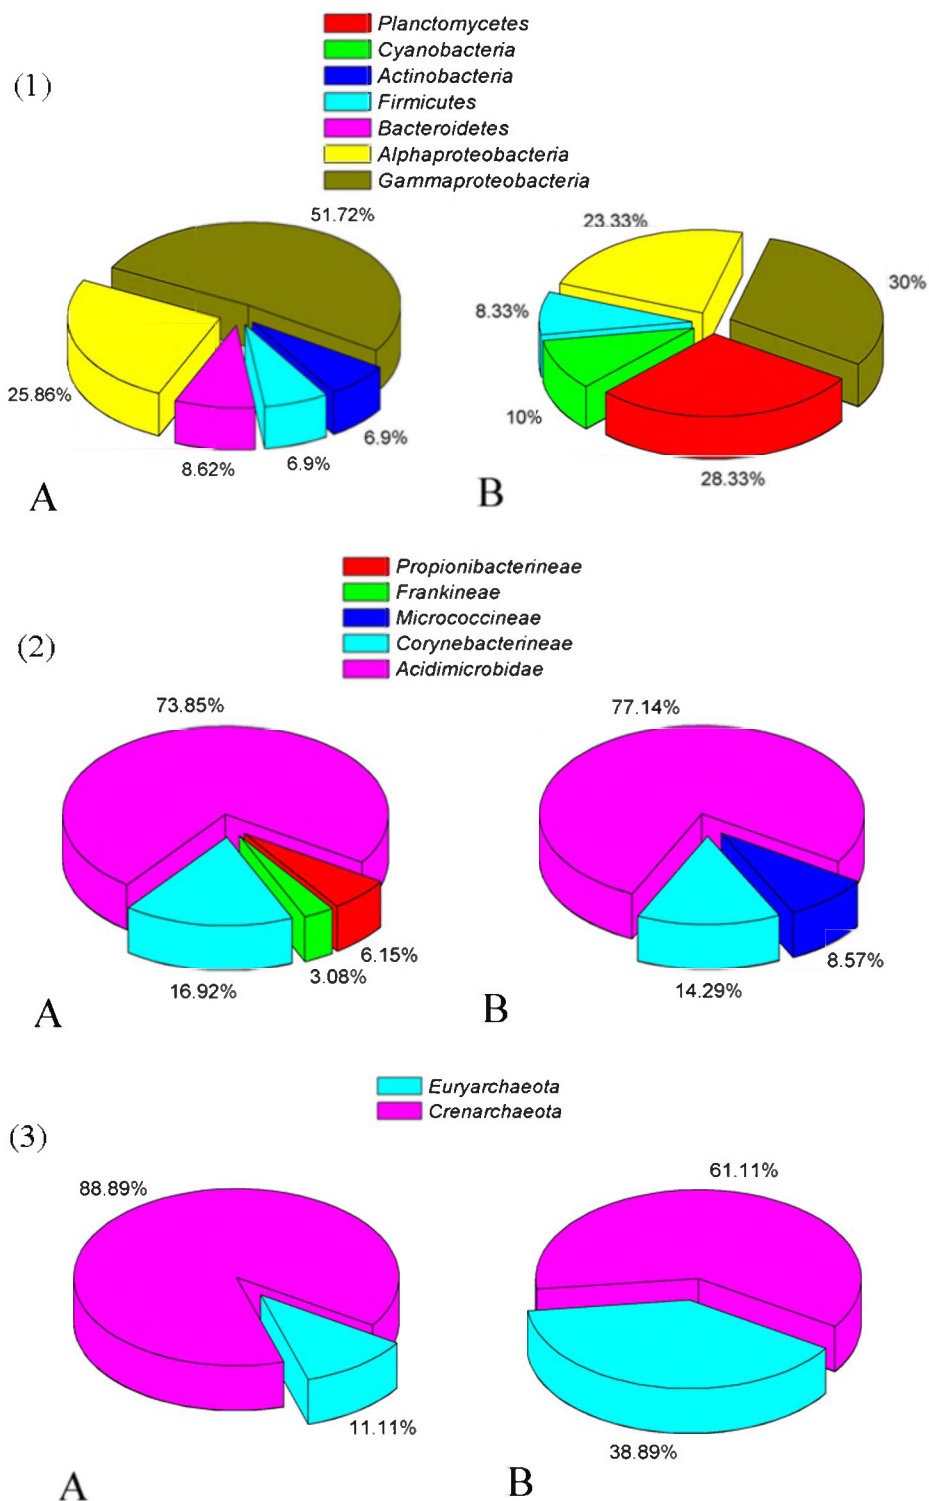 (1)
Planctomycetes
Cyanobacteria
Actinobacteria
Firmicutes
Bacteroidetes
Alphaproteobacteria
Gammaproteobacteria
51.72%
25.86%
8.62%
6.9%
6.9%
A
23.33%
30%
8.33%
10%
28.33%
B
(2)
Propionibacterineae
Frankineae
Micrococcineae
Corynebacterineae
Acidimicrobidae
73.85%
6.15%
3.08%
16.92%
A
77.14%
8.57%
14.29%
B
(3)
Euryarchaeota
Crenarchaeota
88.89%
11.11%
A
61.11%
38.89%
B